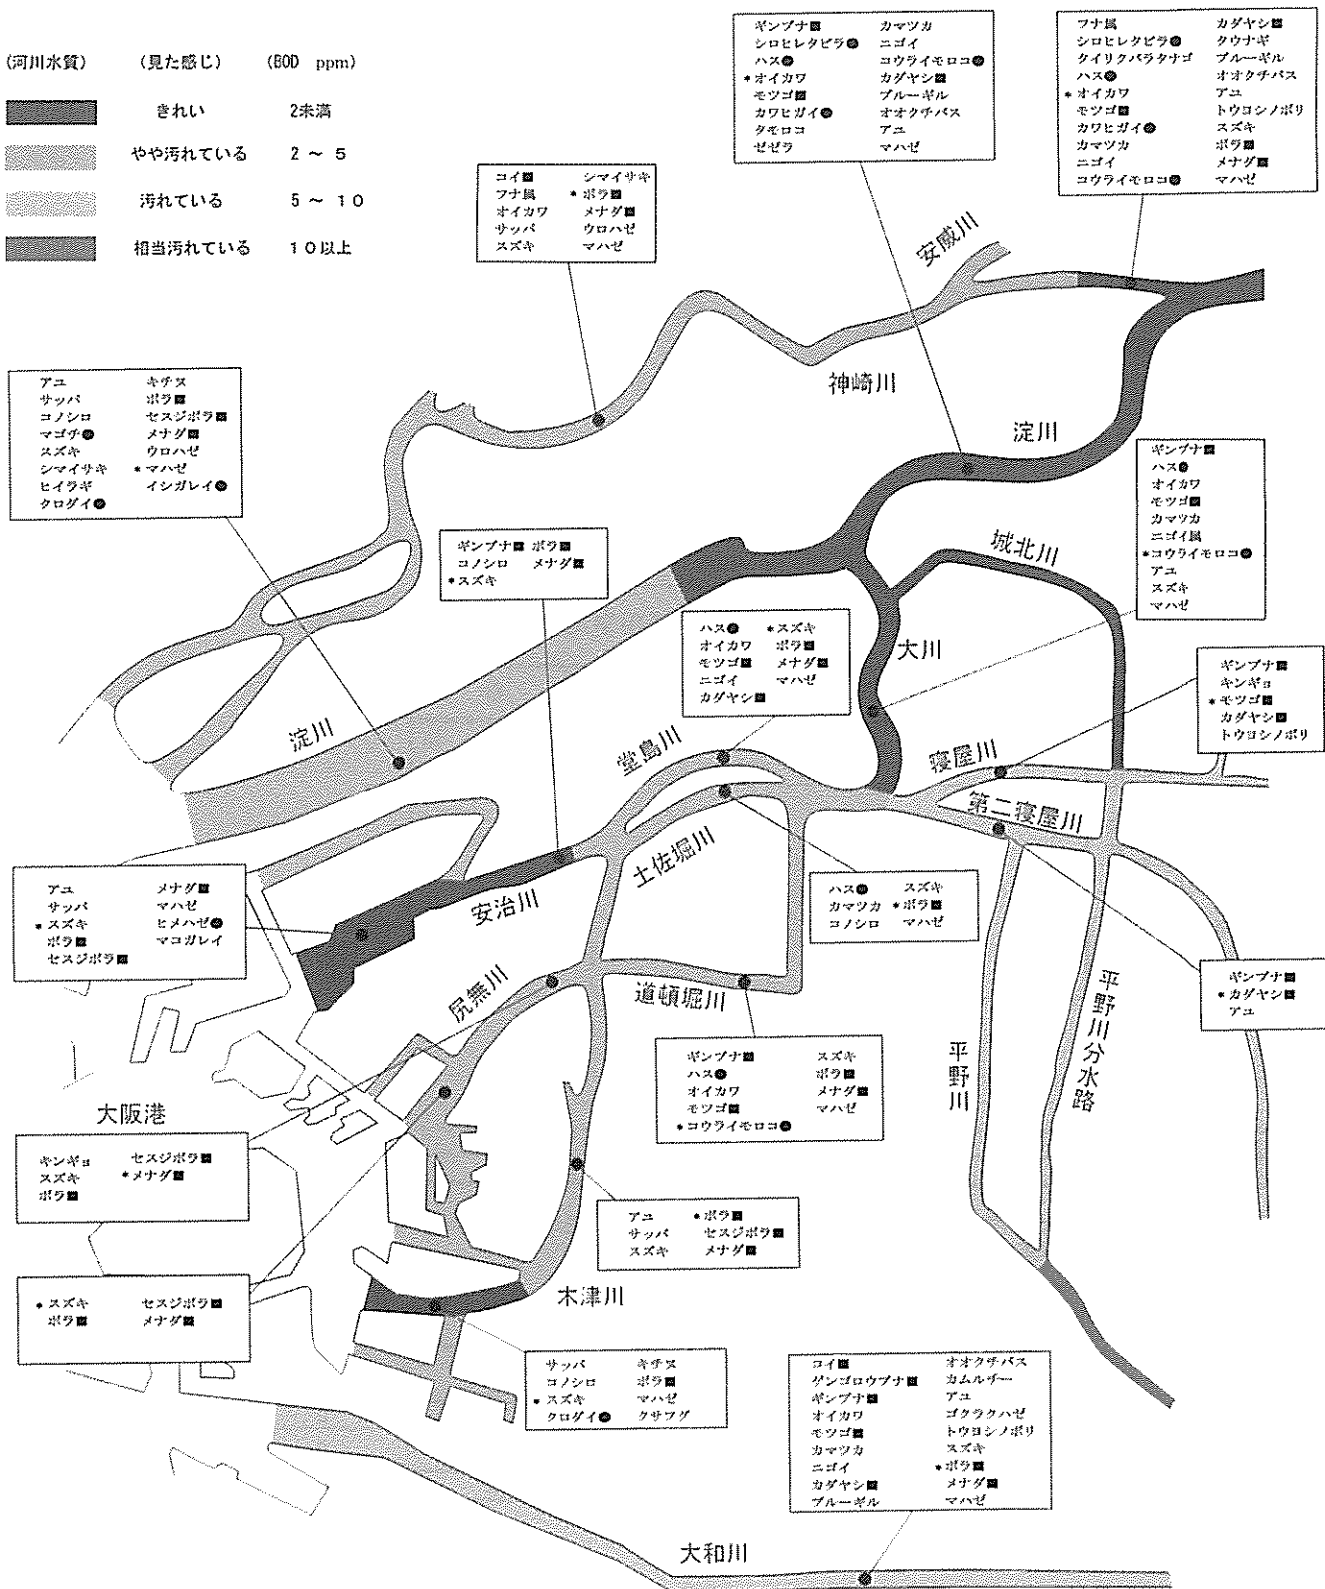 (河川水質) (見た感じ) (BOD ppm)
きれい 2未満
やや汚れている 2 ～ 5
汚れている 5 ～ 10
相当汚れている 10以上
ギンブナ■ カマツカ
シロヒレタビラ● ニゴイ
ハス● コウライモロコ●
*オイカワ カダヤシ■
モツゴ■ ブルーギル
カワヒガイ● オオクチバス
タモロコ アユ
ゼゼラ マハゼ
フナ属 カダヤシ■
シロヒレタビラ● タウナギ
タイリクバラタナゴ ブルーギル
ハス● オオクチバス
*オイカワ アユ
モツゴ■ トウヨシノボリ
カワヒガイ● スズキ
カマツカ ボラ■
ニゴイ メナダ■
コウライモロコ● マハゼ
コイ■ シマイサキ
フナ属 *ボラ■
オイカワ メナダ■
サッパ ウロハゼ
スズキ マハゼ
安威川
神崎川
淀川
アユ キチヌ
サッパ ボラ■
コノシロ セスジボラ■
マゴチ● メナダ■
スズキ ウロハゼ
シマイサキ *マハゼ
ヒイラギ イシガレイ●
クロダイ●
ギンブナ■ ボラ■
コノシロ メナダ■
*スズキ
ギンブナ■
ハス●
オイカワ
モツゴ■
カマツカ
ニゴイ属
*コウライモロコ●
アユ
スズキ
マハゼ
城北川
ハス● *スズキ
オイカワ ボラ■
モツゴ■ メナダ■
ニゴイ マハゼ
カダヤシ■
大川
ギンブナ■
キンギョ
*モツゴ■
カダヤシ■
トウヨシノボリ
淀川
堂島川
寝屋川
第二寝屋川
土佐堀川
安治川
アユ メナダ■
サッパ マハゼ
*スズキ ヒメハゼ●
ボラ■ マコガレイ
セスジボラ■
ハス● スズキ
カマツカ *ボラ■
コノシロ マハゼ
ギンブナ■
*カダヤシ■
アユ
尻無川
道頓堀川
平野川
平野川分水路
ギンブナ■ スズキ
ハス● ボラ■
オイカワ メナダ■
モツゴ■ マハゼ
*コウライモロコ●
大阪港
キンギョ セスジボラ■
スズキ *メナダ■
ボラ■
アユ *ボラ■
サッパ セスジボラ■
スズキ メナダ■
*スズキ セスジボラ■
ボラ■ メナダ■
木津川
サッパ キチヌ
コノシロ ボラ■
*スズキ マハゼ
クロダイ● クサフグ
コイ■ オオクチバス
ゲンゴロウブナ■ カムルチー
ギンブナ■ アユ
オイカワ ゴクラクハゼ
モツゴ■ トウヨシノボリ
カマツカ スズキ
ニゴイ *ボラ■
カダヤシ■ メナダ■
ブルーギル マハゼ
大和川